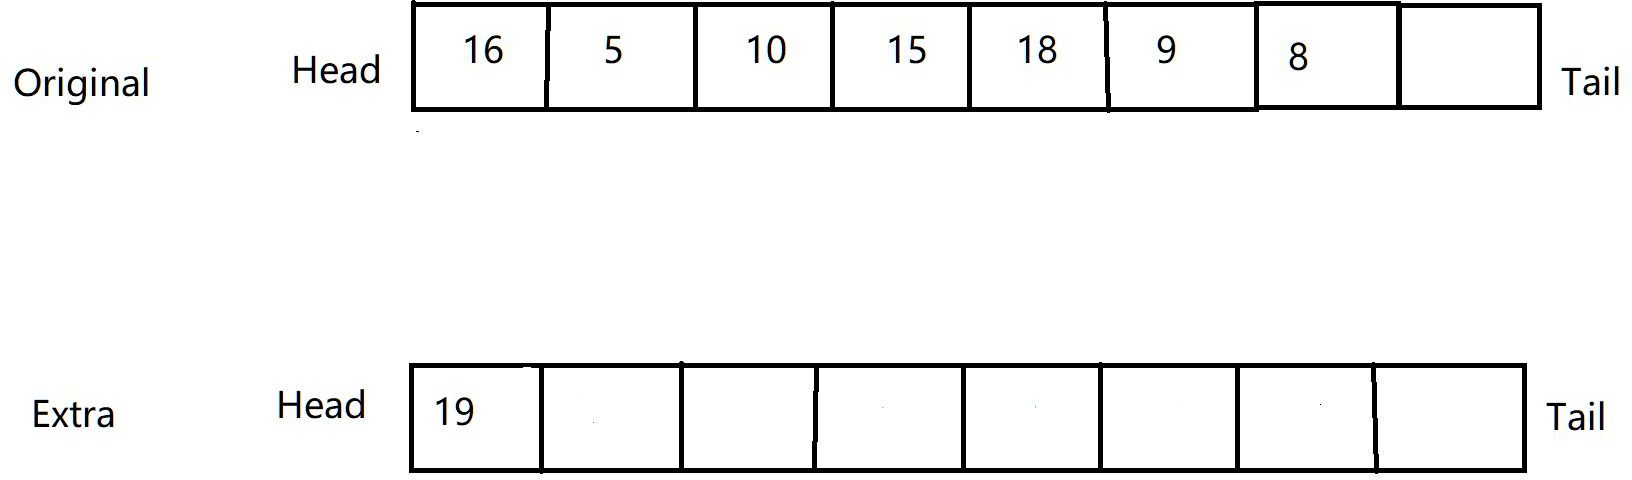 Original Head 16 5 10 15 18 9 8 Tail
Extra Head 19 Tail